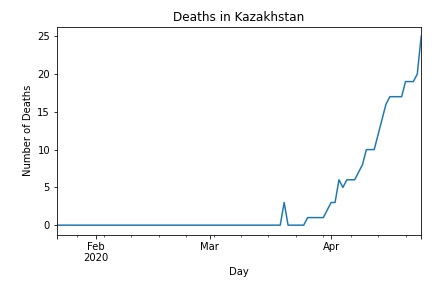 Deaths in Kazakhstan
25
20
15
10
5
0
Number of Deaths
Feb
2020
Mar
Apr
Day